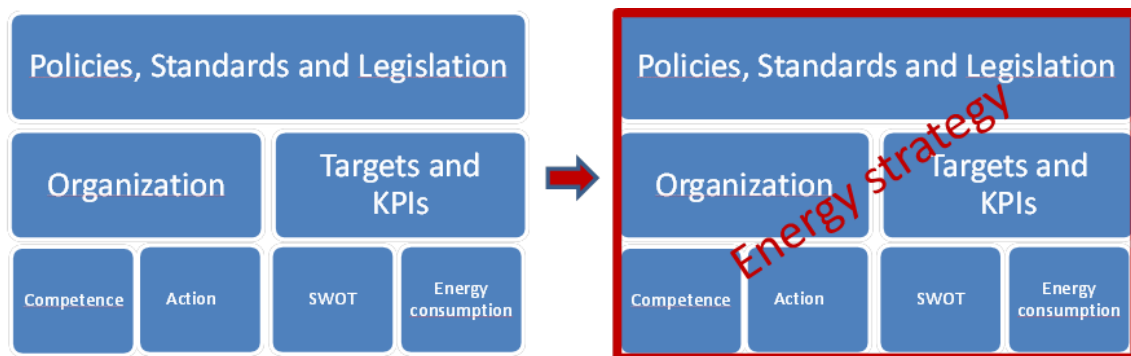 Policies, Standards and Legislation
Organization
Targets and
KPIs
Competence
Action
SWOT
Energy
consumption
Policies, Standards and Legislation
Organization
Targets and
KPIs
Energy strategy
Competence
Action
SWOT
Energy
consumption